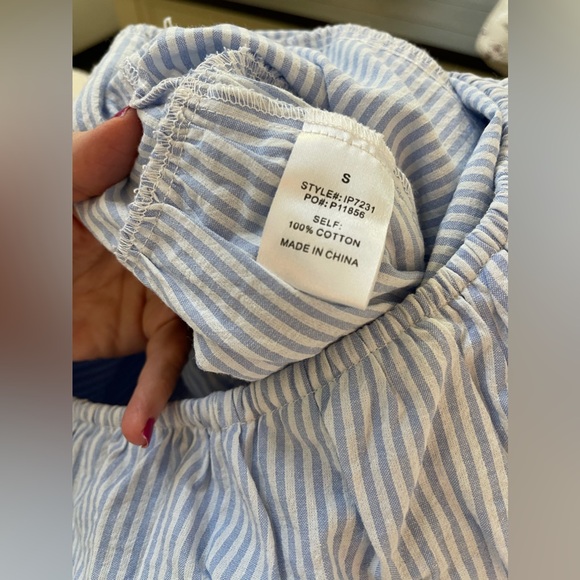 S
STYLE#: IP7231
PO#: P11856
SELF:
100% COTTON
MADE IN CHINA